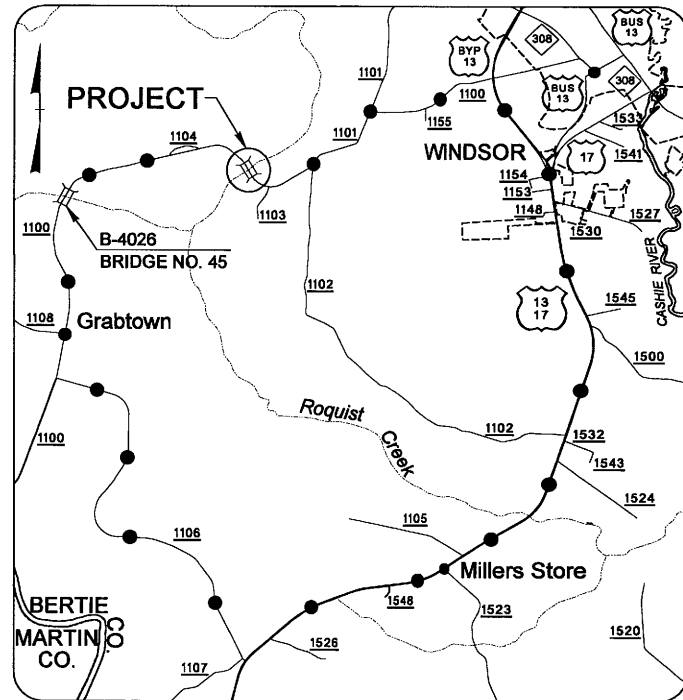 BUS
13
308
BYP
13
1101
308
PROJECT
1100
BUS
13
1155
1533
1104
1101
WINDSOR
17
1541
1154
1153
1103
1148
1527
1530
1100
B-4026
BRIDGE NO. 45
CASHIE RIVER
1102
13
17
1545
1108
Grabtown
1500
Roquist
Creek
1102
1532
1100
1543
1524
1105
1106
Millers Store
BERTIE
CO.
MARTIN
CO.
1548
1523
1520
1526
1107